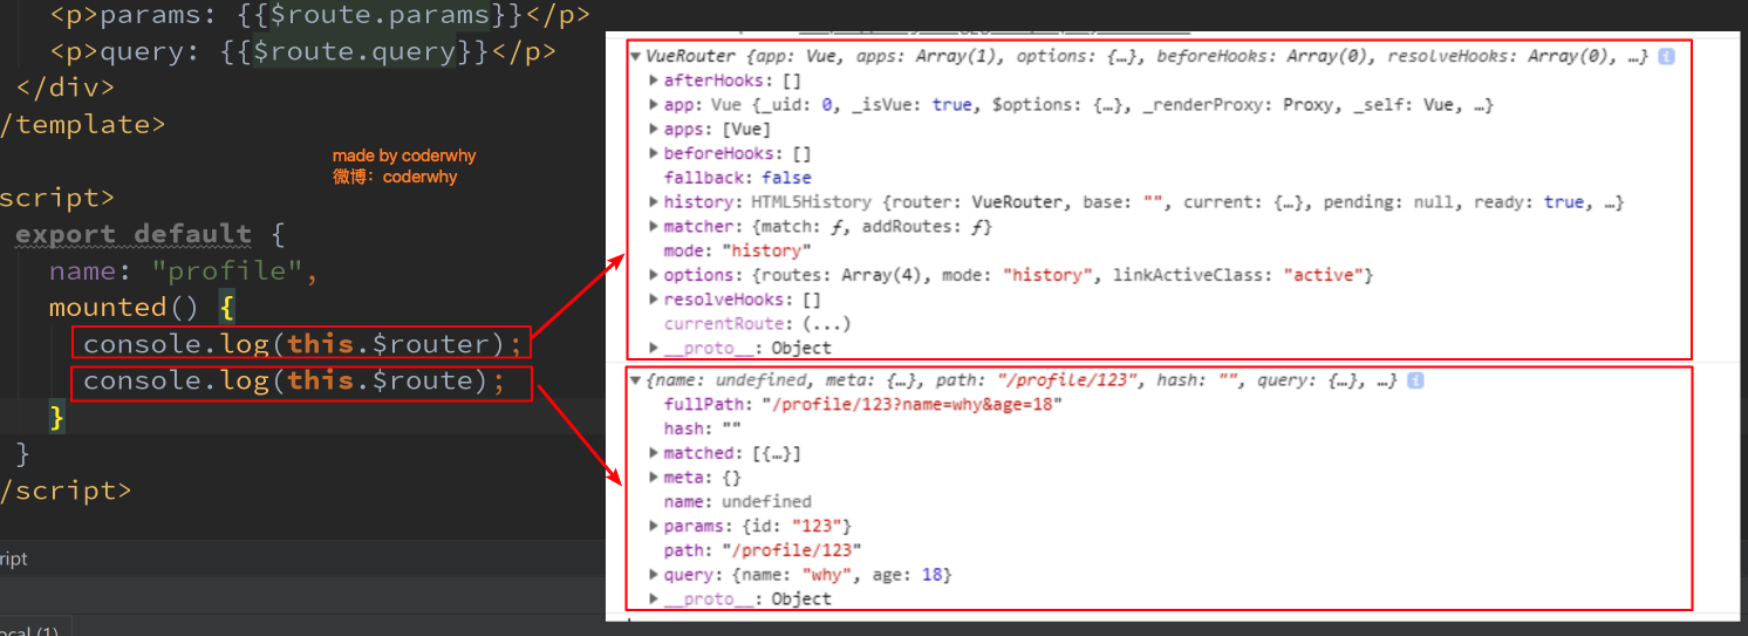 <p>params: {{$route.params}}</p>
<p>query: {{$route.query}}</p>
</div>
/template>
made by coderwhy
微博：coderwhy
script>
export default {
name: "profile",
mounted() {
console.log(this.$router);
console.log(this.$route);
}
}
/script>
ript
ocal (1)
▼VueRouter {app: Vue, apps: Array(1), options: {…}, beforeHooks: Array(0), resolveHooks: Array(0), …} i
▶afterHooks: []
▶app: Vue {_uid: 0, _isVue: true, $options: {…}, _renderProxy: Proxy, _self: Vue, …}
▶apps: [Vue]
▶beforeHooks: []
fallback: false
▶history: HTML5History {router: VueRouter, base: "", current: {…}, pending: null, ready: true, …}
▶matcher: {match: ƒ, addRoutes: ƒ}
mode: "history"
▶options: {routes: Array(4), mode: "history", linkActiveClass: "active"}
▶resolveHooks: []
currentRoute: (...)
▶__proto__: Object
▼{name: undefined, meta: {…}, path: "/profile/123", hash: "", query: {…}, …} i
fullPath: "/profile/123?name=why&age=18"
hash: ""
▶matched: [{…}]
▶meta: {}
name: undefined
▶params: {id: "123"}
path: "/profile/123"
▶query: {name: "why", age: 18}
▶__proto__: Object